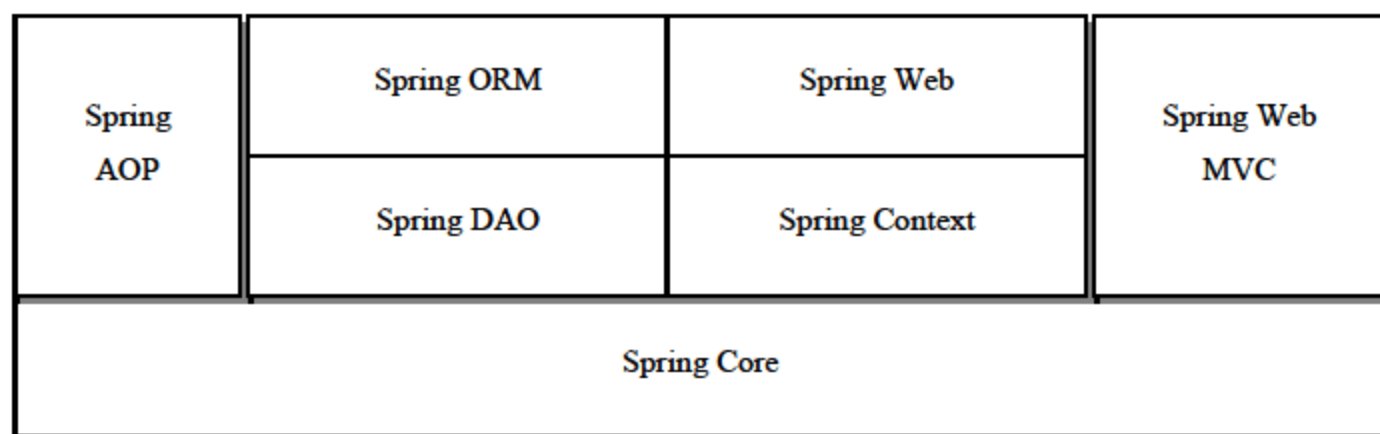 Spring
AOP
Spring ORM
Spring Web
Spring DAO
Spring Context
Spring Web
MVC
Spring Core